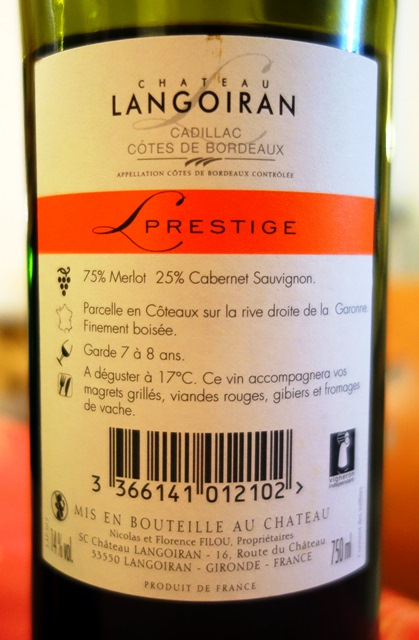 CHATEAU
LANGOIRAN
CADILLAC
CÔTES DE BORDEAUX
APPELLATION CÔTES DE BORDEAUX CONTRÔLÉE
L PRESTIGE
75% Merlot 25% Cabernet Sauvignon.
Parcelle en Côteaux sur la rive droite de la Garonne.
Finement boisée.
Garde 7 à 8 ans.
A déguster à 17°C. Ce vin accompagnera vos
magrets grillés, viandes rouges, gibiers et fromages
de vache.
3 366141 012102 >
vigneron
indépendant
MIS EN BOUTEILLE AU CHATEAU
Nicolas et Florence FILOU, Propriétaires
SC Château LANGOIRAN - 16, Route du Château
33550 LANGOIRAN - GIRONDE - FRANCE
14 % vol.
750 ml
PRODUIT DE FRANCE